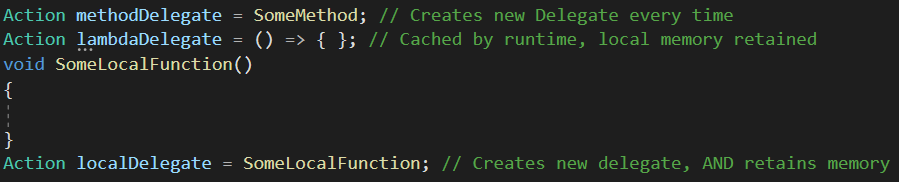 Action methodDelegate = SomeMethod; // Creates new Delegate every time
Action lambdaDelegate = () => { }; // Cached by runtime, local memory retained
void SomeLocalFunction()
{
}
Action localDelegate = SomeLocalFunction; // Creates new delegate, AND retains memory